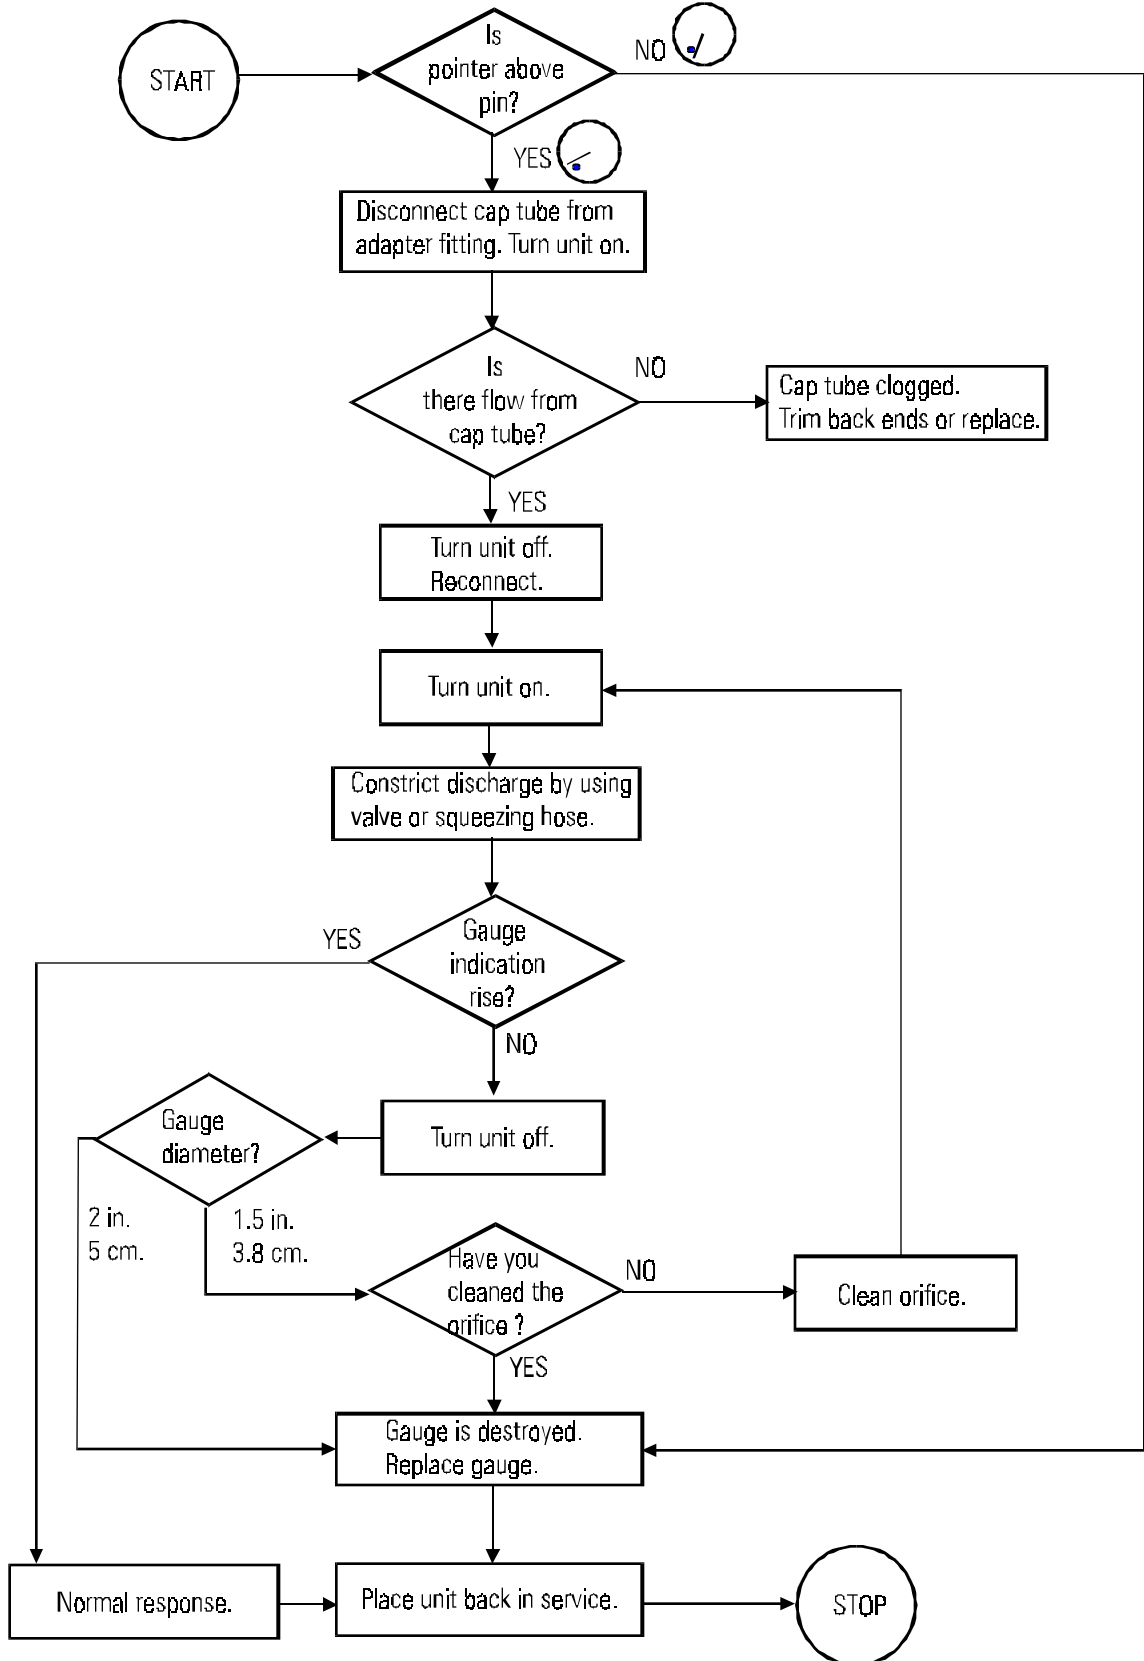 START
Is
pointer above
pin?
NO
YES
Disconnect cap tube from
adapter fitting. Turn unit on.
Is
there flow from
cap tube?
NO
Cap tube clogged.
Trim back ends or replace.
YES
Turn unit off.
Reconnect.
Turn unit on.
Constrict discharge by using
valve or squeezing hose.
Gauge
indication
rise?
YES
NO
Turn unit off.
Gauge
diameter?
2 in.
5 cm.
1.5 in.
3.8 cm.
Have you
cleaned the
orifice ?
NO
Clean orifice.
YES
Gauge is destroyed.
Replace gauge.
Normal response.
Place unit back in service.
STOP